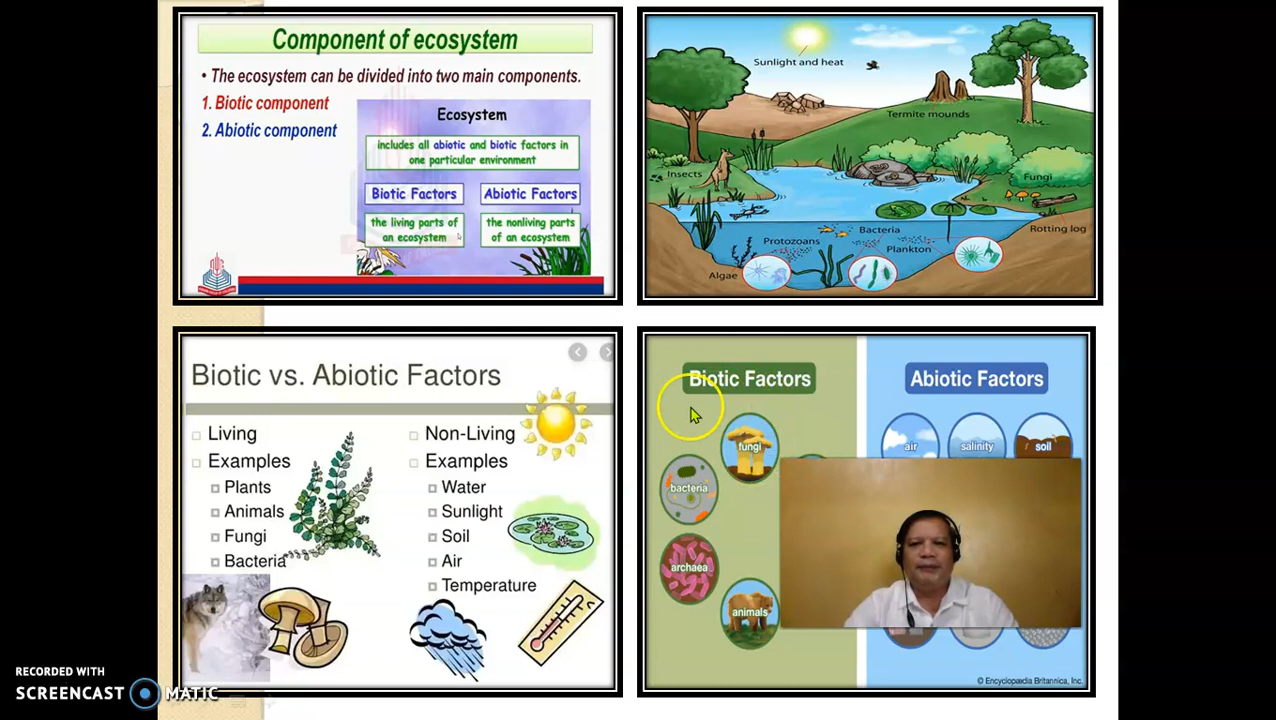 Component of ecosystem
• The ecosystem can be divided into two main components.
1. Biotic component
2. Abiotic component
Ecosystem
includes all abiotic and biotic factors in
one particular environment
Biotic Factors
Abiotic Factors
the living parts of
an ecosystem
the nonliving parts
of an ecosystem
Sunlight and heat
Termite mounds
Insects
Fungi
Bacteria
Rotting log
Protozoans
Plankton
Algae
Biotic vs. Abiotic Factors
Living
Examples
Plants
Animals
Fungi
Bacteria
Non-Living
Examples
Water
Sunlight
Soil
Air
Temperature
Biotic Factors
fungi
bacteria
archaea
animals
Abiotic Factors
air
salinity
soil
© Encyclopædia Britannica, Inc.
RECORDED WITH
SCREENCAST MATIC